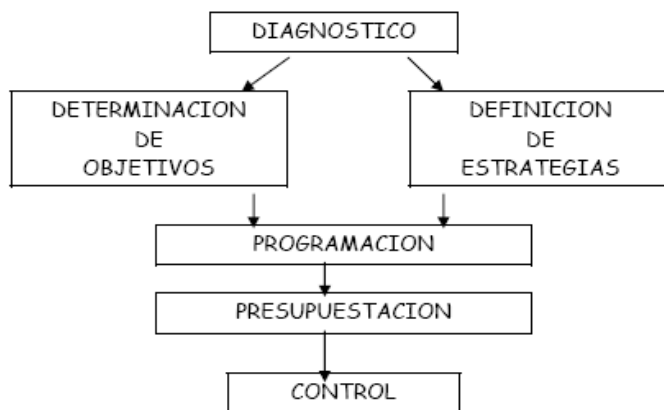 DIAGNOSTICO
DETERMINACION
DE
OBJETIVOS
DEFINICION
DE
ESTRATEGIAS
PROGRAMACION
PRESUPUESTACION
CONTROL